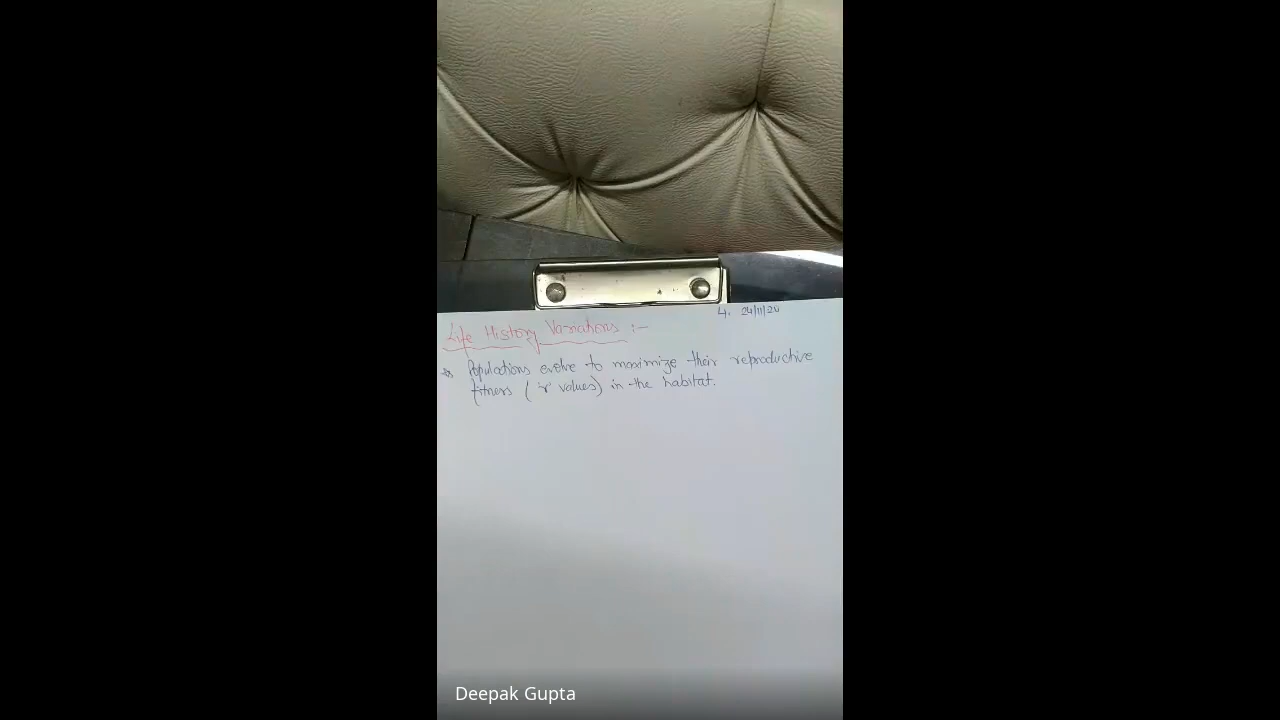 4. 24/11/20
Life History Variations :-
Populations evolve to maximize their reproductive
fitness ( 'r' values) in the habitat.
Deepak Gupta